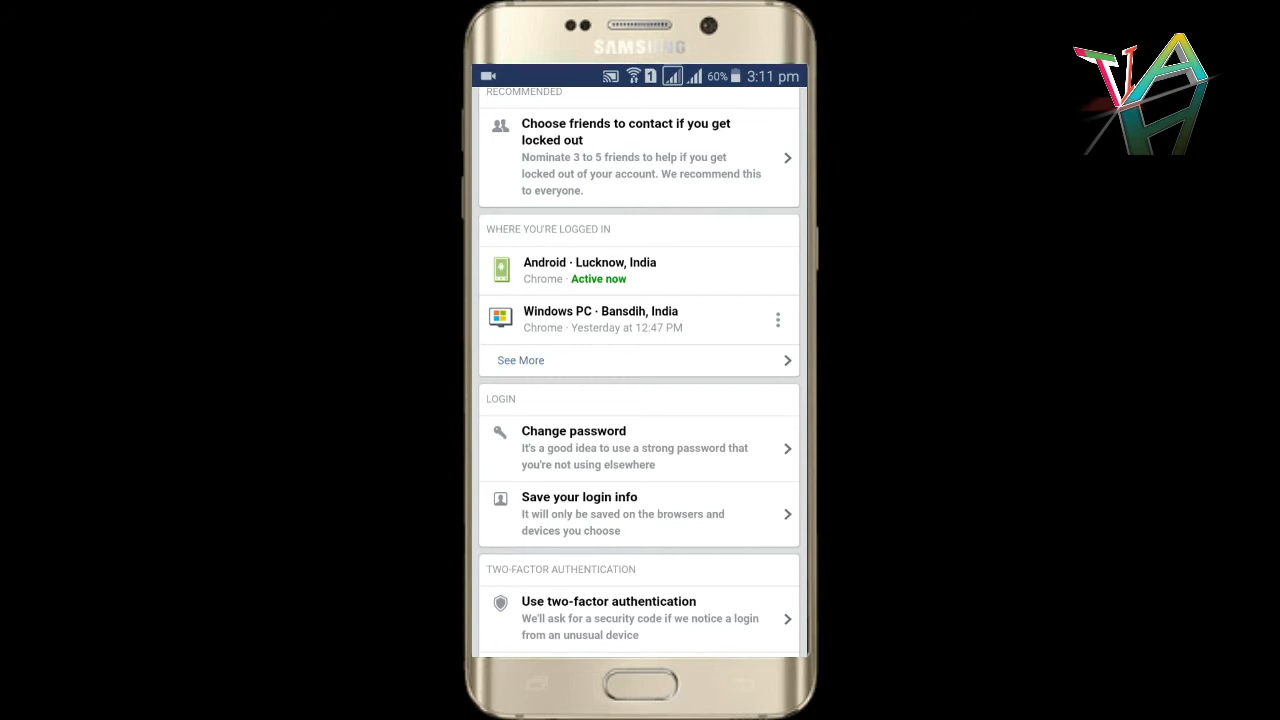 SAMSUNG
60% 3:11 pm
RECOMMENDED
Choose friends to contact if you get
locked out
Nominate 3 to 5 friends to help if you get
locked out of your account. We recommend this
to everyone.
WHERE YOU'RE LOGGED IN
Android · Lucknow, India
Chrome · Active now
Windows PC · Bansdih, India
Chrome · Yesterday at 12:47 PM
See More
LOGIN
Change password
It's a good idea to use a strong password that
you're not using elsewhere
Save your login info
It will only be saved on the browsers and
devices you choose
TWO-FACTOR AUTHENTICATION
Use two-factor authentication
We'll ask for a security code if we notice a login
from an unusual device